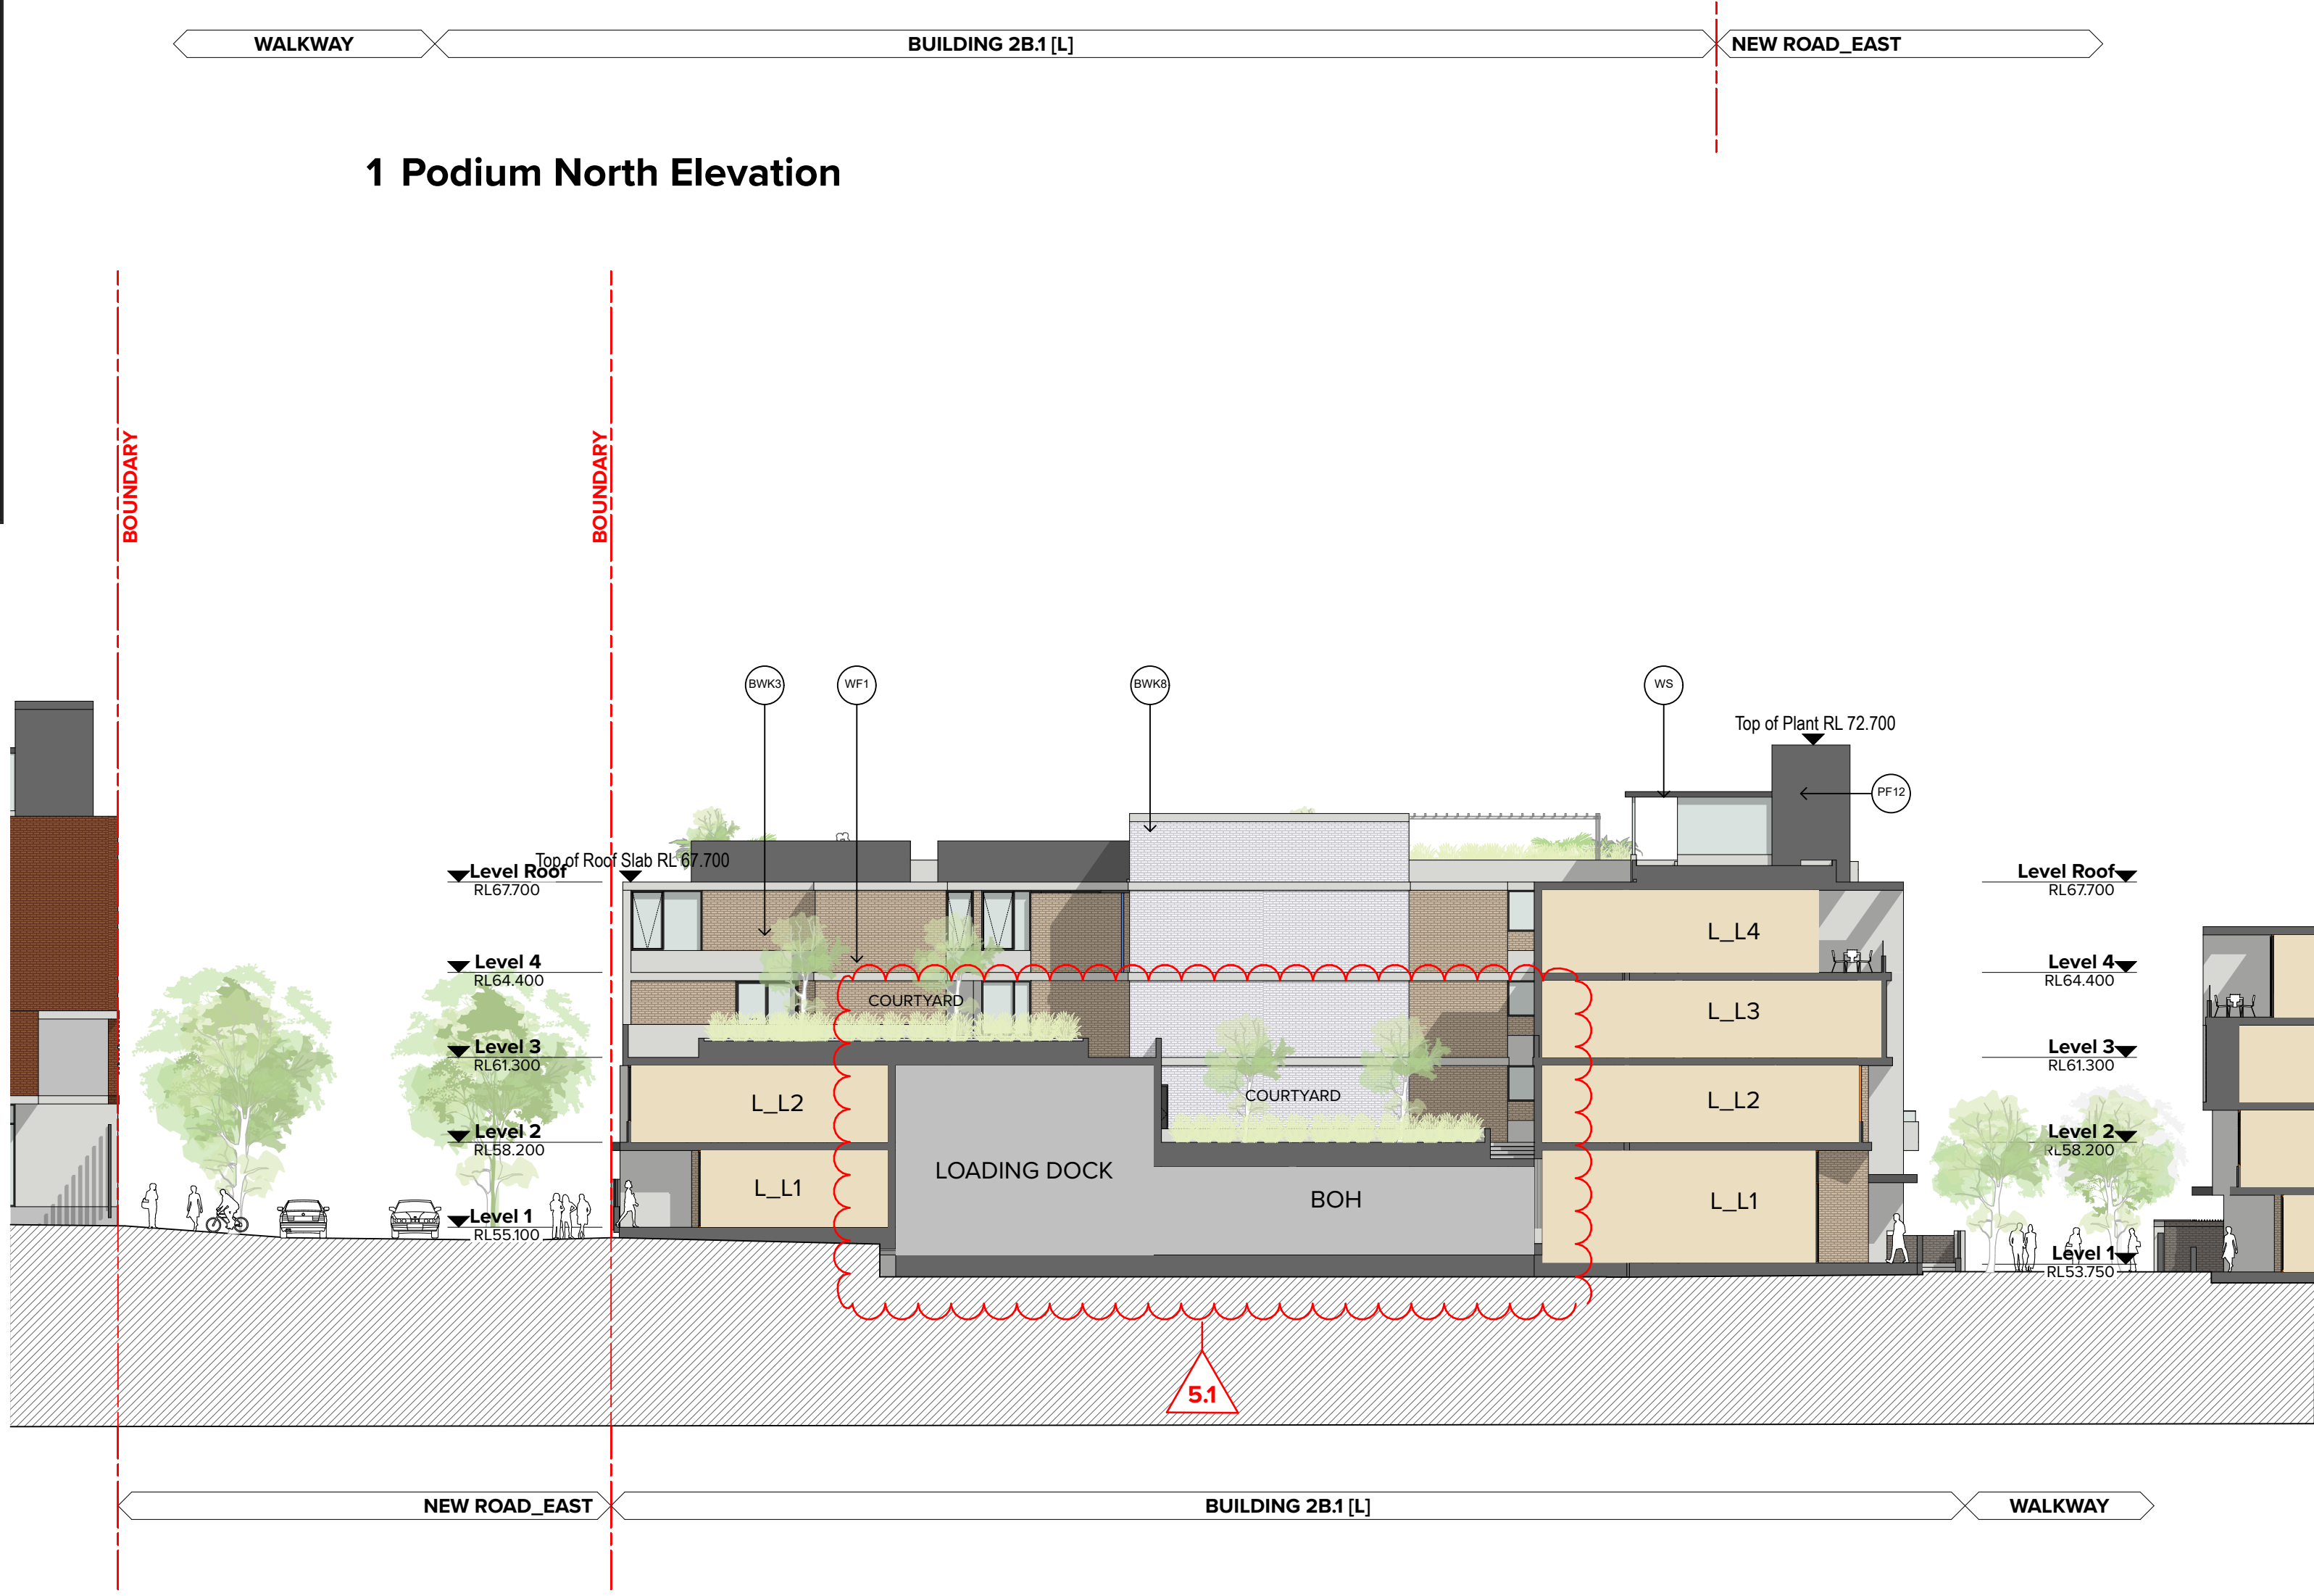 WALKWAY
BUILDING 2B.1 [L]
NEW ROAD_EAST
1 Podium North Elevation
BOUNDARY
BOUNDARY
BWK3
WF1
BWK8
WS
Top of Plant RL 72.700
PF12
Top of Roof Slab RL 67.700
Level Roof
RL67.700
Level Roof
RL67.700
L_L4
Level 4
RL64.400
Level 4
RL64.400
COURTYARD
L_L3
Level 3
RL61.300
Level 3
RL61.300
L_L2
COURTYARD
L_L2
Level 2
RL58.200
Level 2
RL58.200
LOADING DOCK
L_L1
BOH
L_L1
Level 1
RL55.100
Level 1
RL53.750
5.1
NEW ROAD_EAST
BUILDING 2B.1 [L]
WALKWAY